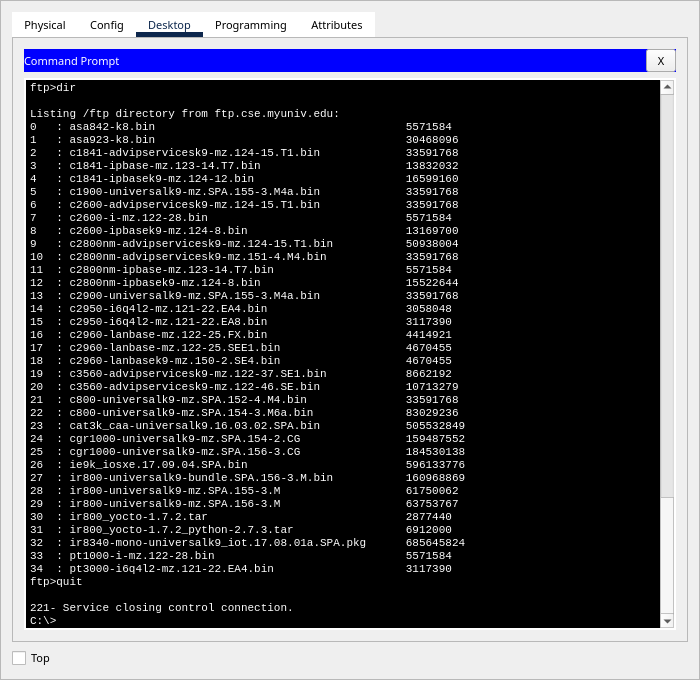 Physical Config Desktop Programming Attributes
Command Prompt X
ftp>dir
Listing /ftp directory from ftp.cse.myuniv.edu:
0 : asa842-k8.bin 5571584
1 : asa923-k8.bin 30468096
2 : c1841-advipservicesk9-mz.124-15.T1.bin 33591768
3 : c1841-ipbase-mz.123-14.T7.bin 13832032
4 : c1841-ipbasek9-mz.124-12.bin 16599160
5 : c1900-universalk9-mz.SPA.155-3.M4a.bin 33591768
6 : c2600-advipservicesk9-mz.124-15.T1.bin 33591768
7 : c2600-i-mz.122-28.bin 5571584
8 : c2600-ipbasek9-mz.124-8.bin 13169700
9 : c2800nm-advipservicesk9-mz.124-15.T1.bin 50938004
10 : c2800nm-advipservicesk9-mz.151-4.M4.bin 33591768
11 : c2800nm-ipbase-mz.123-14.T7.bin 5571584
12 : c2800nm-ipbasek9-mz.124-8.bin 15522644
13 : c2900-universalk9-mz.SPA.155-3.M4a.bin 33591768
14 : c2950-i6q4l2-mz.121-22.EA4.bin 3058048
15 : c2950-i6q4l2-mz.121-22.EA8.bin 3117390
16 : c2960-lanbase-mz.122-25.FX.bin 4414921
17 : c2960-lanbase-mz.122-25.SEE1.bin 4670455
18 : c2960-lanbasek9-mz.150-2.SE4.bin 4670455
19 : c3560-advipservicesk9-mz.122-37.SE1.bin 8662192
20 : c3560-advipservicesk9-mz.122-46.SE.bin 10713279
21 : c800-universalk9-mz.SPA.152-4.M4.bin 33591768
22 : c800-universalk9-mz.SPA.154-3.M6a.bin 83029236
23 : cat3k_caa-universalk9.16.03.02.SPA.bin 505532849
24 : cgr1000-universalk9-mz.SPA.154-2.CG 159487552
25 : cgr1000-universalk9-mz.SPA.156-3.CG 184530138
26 : ie9k_iosxe.17.09.04.SPA.bin 596133776
27 : ir800-universalk9-bundle.SPA.156-3.M.bin 160968869
28 : ir800-universalk9-mz.SPA.155-3.M 61750062
29 : ir800-universalk9-mz.SPA.156-3.M 63753767
30 : ir800_yocto-1.7.2.tar 2877440
31 : ir800_yocto-1.7.2_python-2.7.3.tar 6912000
32 : ir8340-mono-universalk9_iot.17.08.01a.SPA.pkg 685645824
33 : pt1000-i-mz.122-28.bin 5571584
34 : pt3000-i6q4l2-mz.121-22.EA4.bin 3117390
ftp>quit
221- Service closing control connection.
C:\>
Top